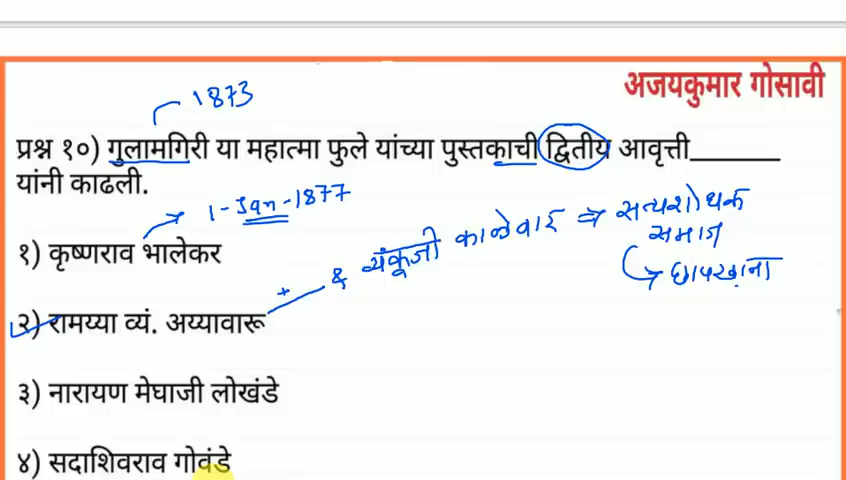 अजयकुमार गोसावी
1873
प्रश्न १०) गुलामगिरी या महात्मा फुले यांच्या पुस्तकाची द्वितीय आवृत्ती______
यांनी काढली.
1-Jan-1877
१) कृष्णराव भालेकर
& व्यंकूजी काळेवार ⇒ सत्यशोधक
समाज
↳ छापखाना
२) रामय्या व्यं. अय्यावारू
३) नारायण मेघाजी लोखंडे
४) सदाशिवराव गोवंडे